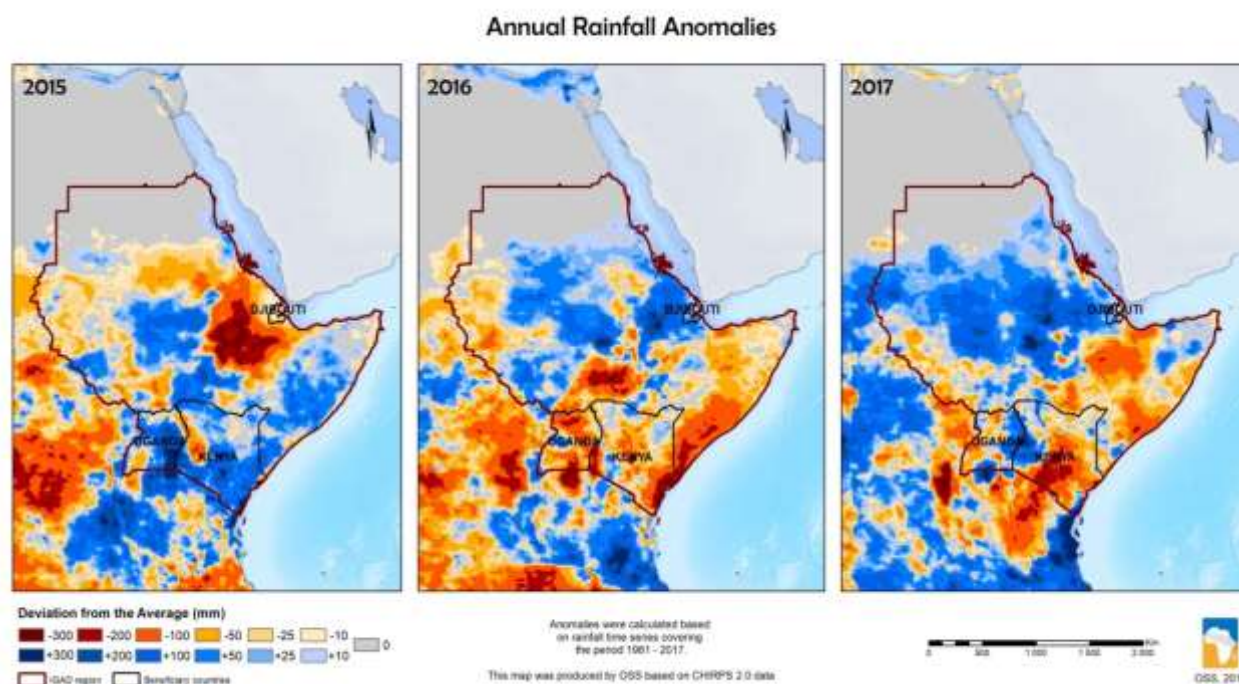 Annual Rainfall Anomalies
2015
2016
2017
DJIBOUTI
UGANDA
KENYA
DJIBOUTI
UGANDA
KENYA
DJIBOUTI
UGANDA
KENYA
Deviation from the Average (mm)
-300 -200 -100 -50 -25 -10
0
+300 +200 +100 +50 +25 +10
IGAD region Beneficiary countries
Anomalies were calculated based
on rainfall time series covering
the period 1981 - 2017
This map was produced by OSS based on CHIRPS 2.0 data
0 500 1 000 1 500 2 000
Km